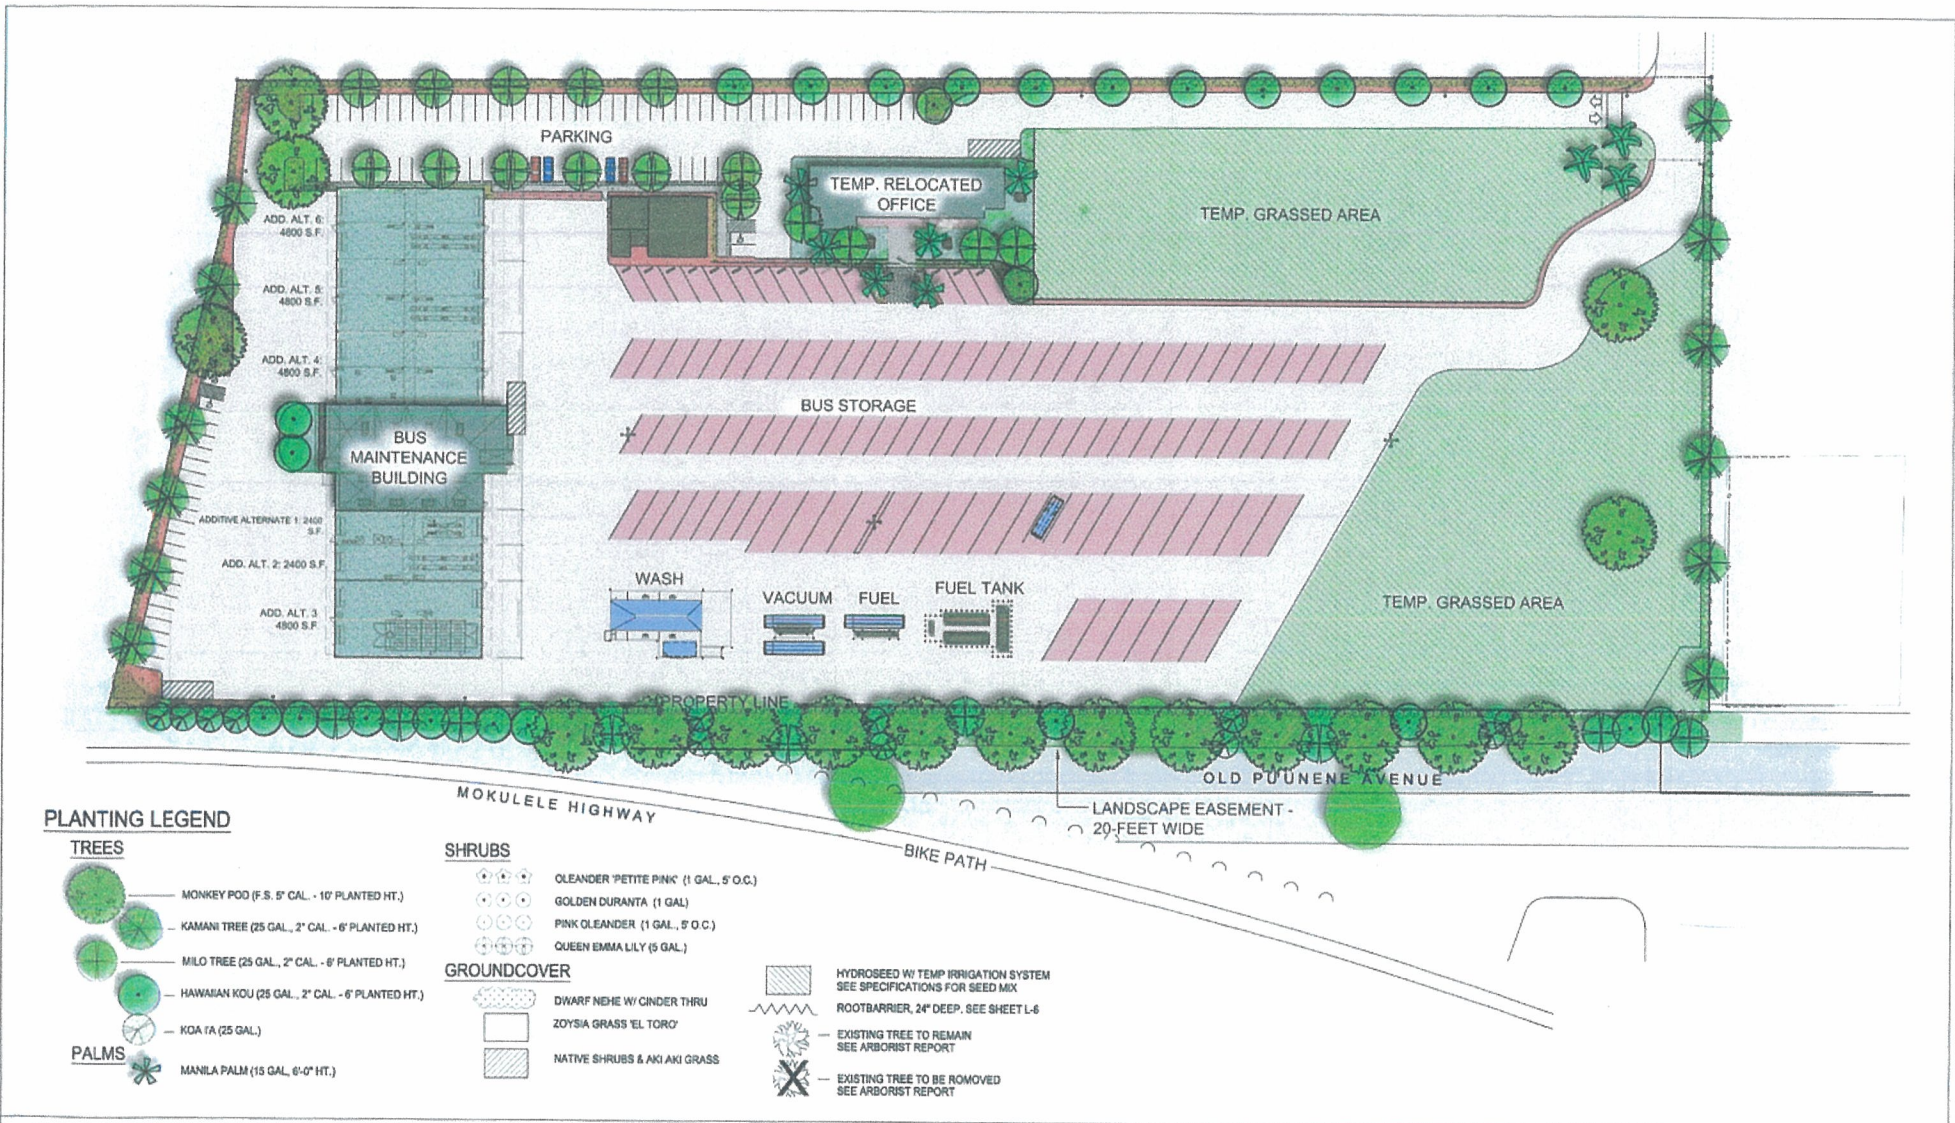 PARKING
TEMP. RELOCATED
OFFICE
TEMP. GRASSED AREA
ADD. ALT. 6:
4800 S.F.
ADD. ALT. 5:
4800 S.F.
ADD. ALT. 4:
4800 S.F.
BUS STORAGE
BUS
MAINTENANCE
BUILDING
ADDITIVE ALTERNATE 1: 2400
S.F.
ADD. ALT. 2: 2400 S.F.
ADD. ALT. 3
4800 S.F.
WASH
VACUUM
FUEL
FUEL TANK
TEMP. GRASSED AREA
PROPERTY LINE
OLD PUUNENE AVENUE
MOKULELE HIGHWAY
LANDSCAPE EASEMENT -
20-FEET WIDE
BIKE PATH
PLANTING LEGEND
TREES
MONKEY POD (F.S. 5" CAL. - 10' PLANTED HT.)
KAMANI TREE (25 GAL., 2" CAL. - 6' PLANTED HT.)
MILO TREE (25 GAL., 2" CAL. - 6' PLANTED HT.)
HAWAIIAN KOU (25 GAL., 2" CAL. - 6' PLANTED HT.)
KOA I'A (25 GAL.)
PALMS
MANILA PALM (15 GAL, 6'-0" HT.)
SHRUBS
OLEANDER 'PETITE PINK' (1 GAL., 5' O.C.)
GOLDEN DURANTA (1 GAL)
PINK OLEANDER (1 GAL., 5' O.C.)
QUEEN EMMA LILY (5 GAL.)
GROUNDCOVER
DWARF NEHE W/ CINDER THRU
ZOYSIA GRASS 'EL TORO'
NATIVE SHRUBS & AKI AKI GRASS
HYDROSEED W/ TEMP IRRIGATION SYSTEM
SEE SPECIFICATIONS FOR SEED MIX
ROOTBARRIER, 24" DEEP. SEE SHEET L-6
EXISTING TREE TO REMAIN
SEE ARBORIST REPORT
EXISTING TREE TO BE ROMOVED
SEE ARBORIST REPORT